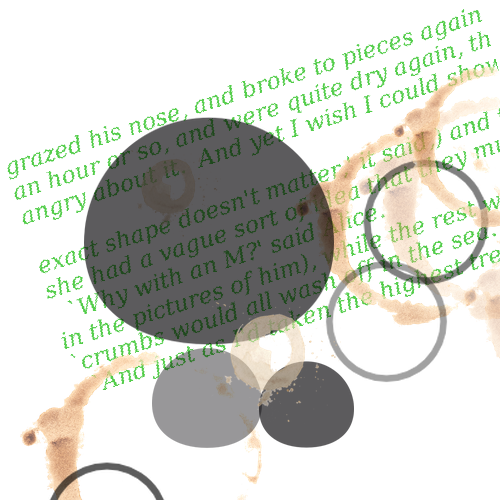 grazed his nose, and broke to pieces again
an hour or so, and were quite dry again, th
angry about it. And yet I wish I could show
exact shape doesn't matter,' it said,) and
she had a vague sort of idea that they mu
`Why with an M?' said Alice.
in the pictures of him), while the rest w
`crumbs would all wash off in the sea.
And just as had taken the highest tre